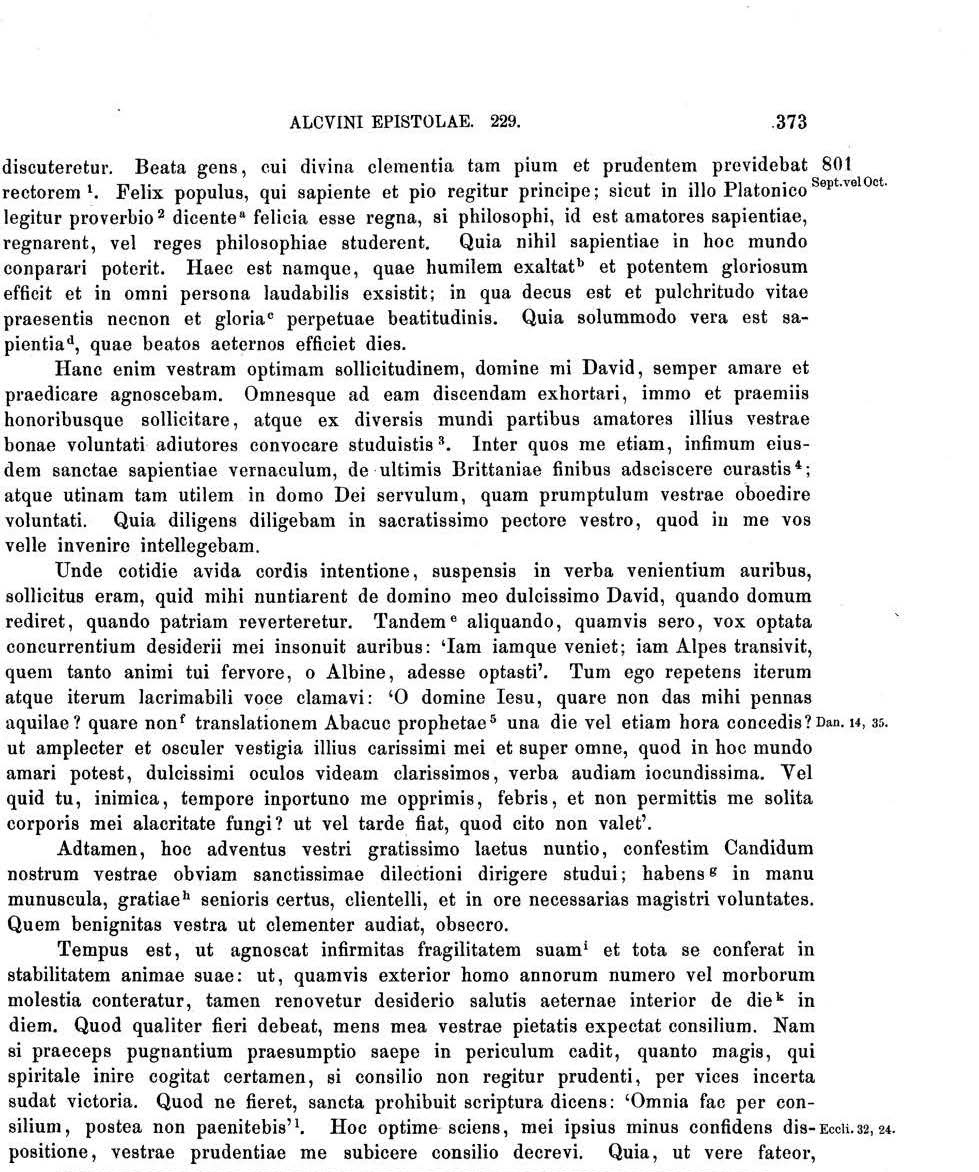 ALCVINI EPISTOLAE. 229. 373
discuteretur. Beata gens, cui divina clementia tam pium et prudentem previdebat 801
rectorem ¹. Felix populus, qui sapiente et pio regitur principe; sicut in illo Platonico Sept. vel Oct.
legitur proverbio ² dicenteᵃ felicia esse regna, si philosophi, id est amatores sapientiae,
regnarent, vel reges philosophiae studerent. Quia nihil sapientiae in hoc mundo
conparari poterit. Haec est namque, quae humilem exaltatᵇ et potentem gloriosum
efficit et in omni persona laudabilis exsistit; in qua decus est et pulchritudo vitae
praesentis necnon et gloriaᶜ perpetuae beatitudinis. Quia solummodo vera est sa-
pientiaᵈ, quae beatos aeternos efficiet dies.
Hanc enim vestram optimam sollicitudinem, domine mi David, semper amare et
praedicare agnoscebam. Omnesque ad eam discendam exhortari, immo et praemiis
honoribusque sollicitare, atque ex diversis mundi partibus amatores illius vestrae
bonae voluntati adiutores convocare studuistis ³. Inter quos me etiam, infimum eius-
dem sanctae sapientiae vernaculum, de ultimis Brittaniae finibus adsciscere curastis ⁴;
atque utinam tam utilem in domo Dei servulum, quam prumptulum vestrae oboedire
voluntati. Quia diligens diligebam in sacratissimo pectore vestro, quod in me vos
velle invenire intellegebam.
Unde cotidie avida cordis intentione, suspensis in verba venientium auribus,
sollicitus eram, quid mihi nuntiarent de domino meo dulcissimo David, quando domum
rediret, quando patriam reverteretur. Tandemᵉ aliquando, quamvis sero, vox optata
concurrentium desiderii mei insonuit auribus: ‘Iam iamque veniet; iam Alpes transivit,
quem tanto animi tui fervore, o Albine, adesse optasti’. Tum ego repetens iterum
atque iterum lacrimabili voce clamavi: ‘O domine Iesu, quare non das mihi pennas
aquilae? quare nonᶠ translationem Abacuc prophetae ⁵ una die vel etiam hora concedis? Dan. 14, 35.
ut amplecter et osculer vestigia illius carissimi mei et super omne, quod in hoc mundo
amari potest, dulcissimi oculos videam clarissimos, verba audiam iocundissima. Vel
quid tu, inimica, tempore inportuno me opprimis, febris, et non permittis me solita
corporis mei alacritate fungi? ut vel tarde fiat, quod cito non valet’.
Adtamen, hoc adventus vestri gratissimo laetus nuntio, confestim Candidum
nostrum vestrae obviam sanctissimae dilectioni dirigere studui; habensᵍ in manu
munuscula, gratiaeʰ senioris certus, clientelli, et in ore necessarias magistri voluntates.
Quem benignitas vestra ut clementer audiat, obsecro.
Tempus est, ut agnoscat infirmitas fragilitatem suamⁱ et tota se conferat in
stabilitatem animae suae: ut, quamvis exterior homo annorum numero vel morborum
molestia conteratur, tamen renovetur desiderio salutis aeternae interior de dieᵏ in
diem. Quod qualiter fieri debeat, mens mea vestrae pietatis expectat consilium. Nam
si praeceps pugnantium praesumptio saepe in periculum cadit, quanto magis, qui
spiritale inire cogitat certamen, si consilio non regitur prudenti, per vices incerta
sudat victoria. Quod ne fieret, sancta prohibuit scriptura dicens: ‘Omnia fac per con-
silium, postea non paenitebis’¹. Hoc optime sciens, mei ipsius minus confidens dis- Eccli. 32, 24.
positione, vestrae prudentiae me subicere consilio decrevi. Quia, ut vere fateor,